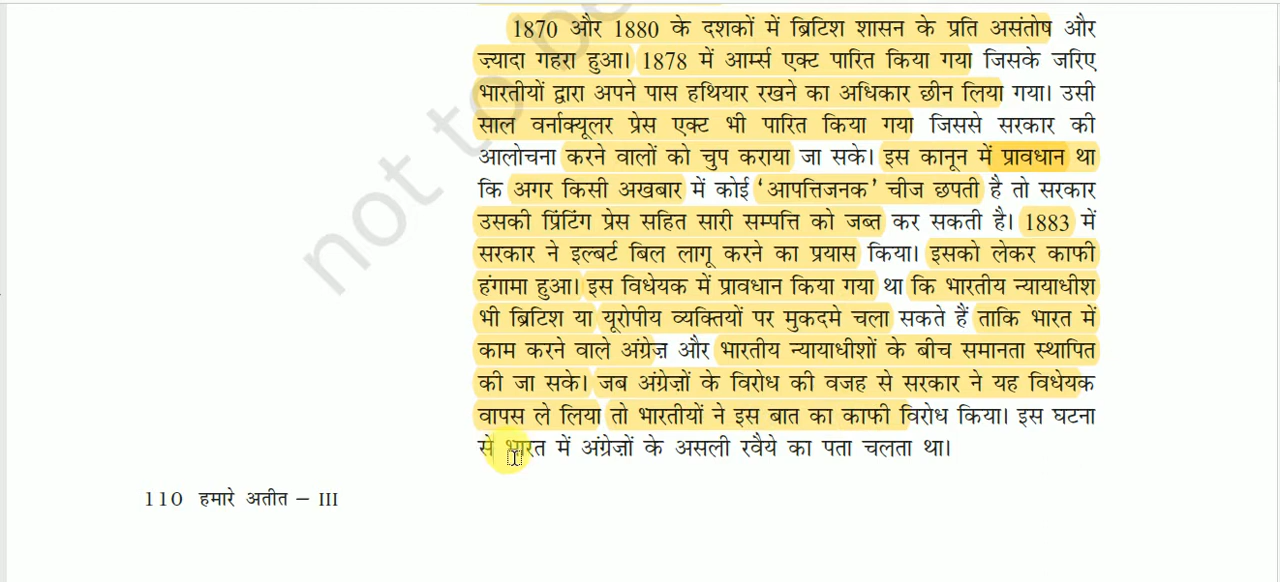 1870 और 1880 के दशकों में ब्रिटिश शासन के प्रति असंतोष और
ज़्यादा गहरा हुआ। 1878 में आर्म्स एक्ट पारित किया गया जिसके जरिए
भारतीयों द्वारा अपने पास हथियार रखने का अधिकार छीन लिया गया। उसी
साल वर्नाक्यूलर प्रेस एक्ट भी पारित किया गया जिससे सरकार की
आलोचना करने वालों को चुप कराया जा सके। इस कानून में प्रावधान था
कि अगर किसी अखबार में कोई ‘आपत्तिजनक’ चीज छपती है तो सरकार
उसकी प्रिंटिंग प्रेस सहित सारी सम्पत्ति को जब्त कर सकती है। 1883 में
सरकार ने इल्बर्ट बिल लागू करने का प्रयास किया। इसको लेकर काफी
हंगामा हुआ। इस विधेयक में प्रावधान किया गया था कि भारतीय न्यायाधीश
भी ब्रिटिश या यूरोपीय व्यक्तियों पर मुकदमे चला सकते हैं ताकि भारत में
काम करने वाले अंग्रेज़ और भारतीय न्यायाधीशों के बीच समानता स्थापित
की जा सके। जब अंग्रेज़ों के विरोध की वजह से सरकार ने यह विधेयक
वापस ले लिया तो भारतीयों ने इस बात का काफी विरोध किया। इस घटना
से भारत में अंग्रेज़ों के असली रवैये का पता चलता था।
110 हमारे अतीत – III
not to be